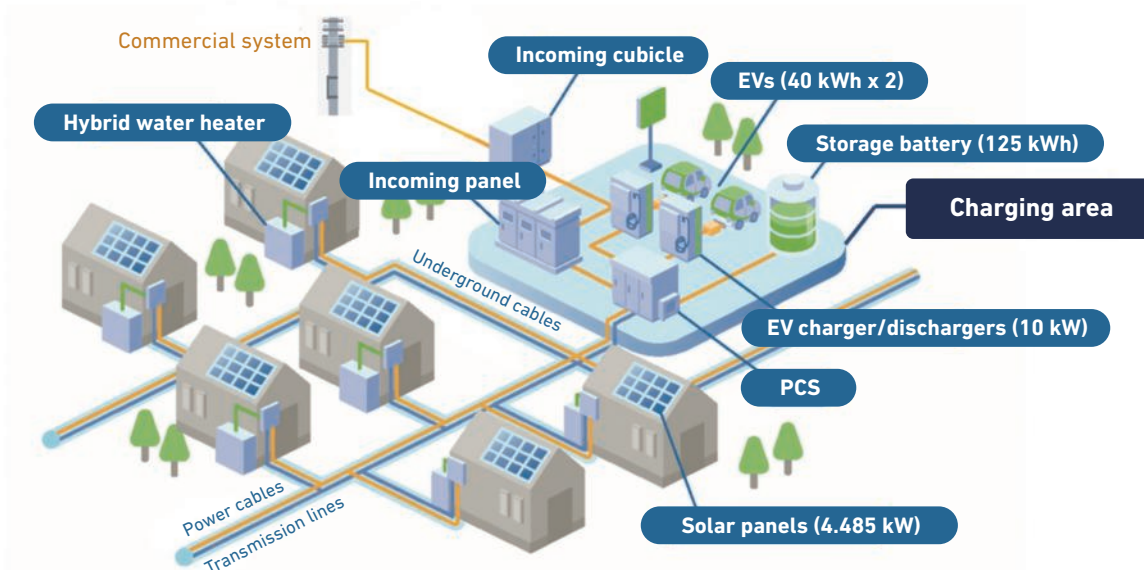 Commercial system
Incoming cubicle
EVs (40 kWh x 2)
Hybrid water heater
Storage battery (125 kWh)
Incoming panel
Charging area
Underground cables
EV charger/dischargers (10 kW)
PCS
Power cables
Solar panels (4.485 kW)
Transmission lines